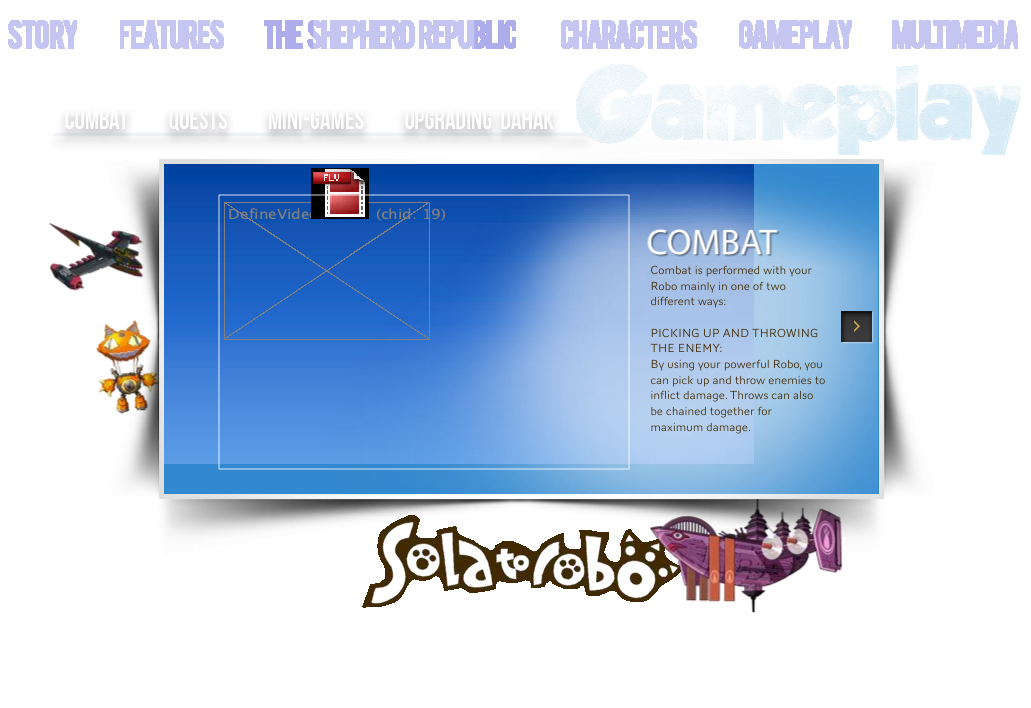 STORY FEATURES THE SHEPHERD REPUBLIC CHARACTERS GAMEPLAY MULTIMEDIA
Gameplay
COMBAT QUESTS MINI-GAMES UPGRADING DAHAK
FLV
DefineVide (chid: 19)
COMBAT
Combat is performed with your
Robo mainly in one of two
different ways:
PICKING UP AND THROWING
THE ENEMY:
By using your powerful Robo, you
can pick up and throw enemies to
inflict damage. Throws can also
be chained together for
maximum damage.
Solatorobo